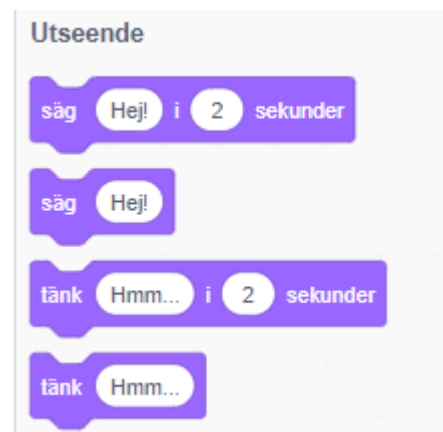 Utseende
säg Hej! i 2 sekunder
säg Hej!
tänk Hmm... i 2 sekunder
tänk Hmm...